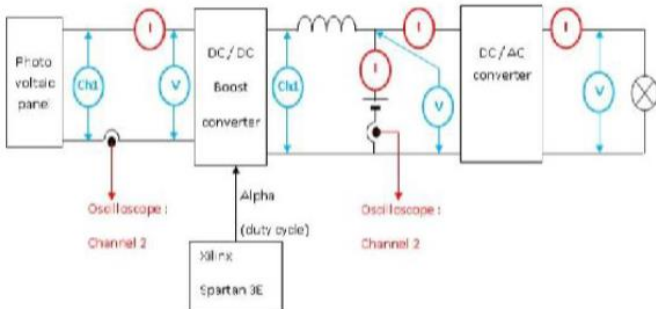 Photo
voltaic
panel
I
Ch1
V
DC/DC
Boost
converter
Ch1
I
I
V
DC/AC
converter
I
V
Oscilloscope :
Channel 2
Alpha
(duty cycle)
Oscilloscope :
Channel 2
Xilinx
Spartan 3E